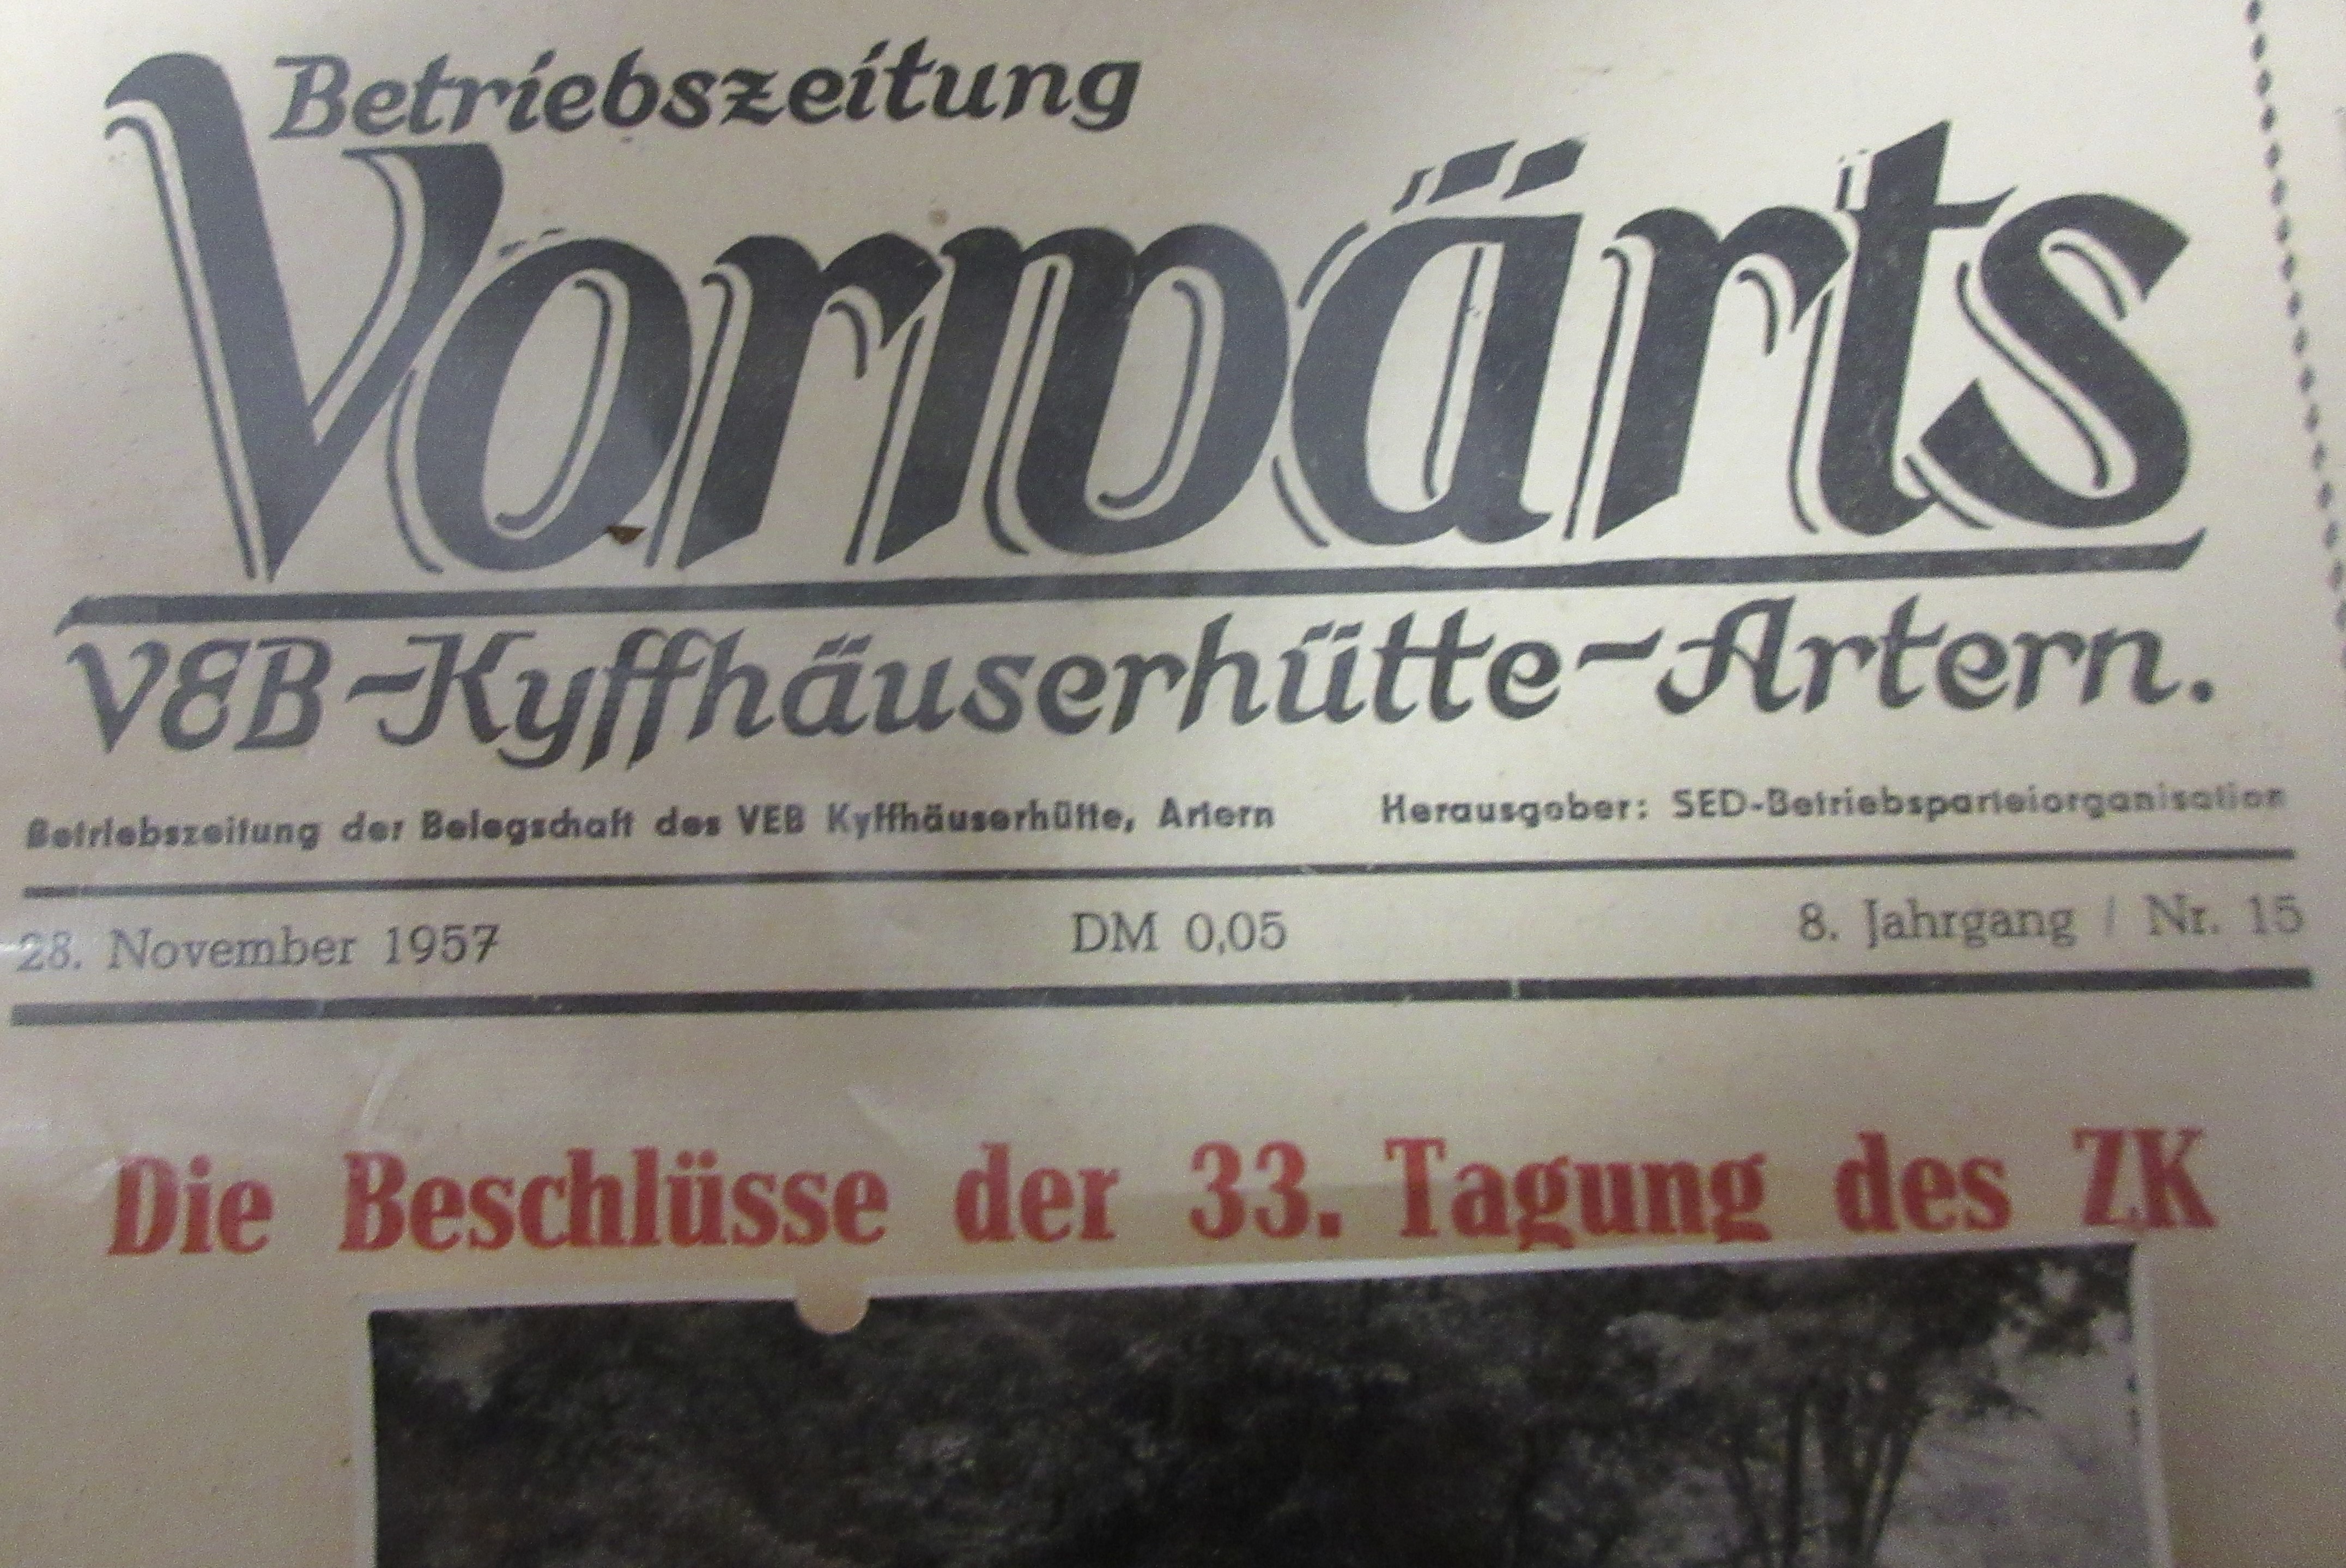 Betriebszeitung
Vorwärts
VEB-Kyffhäuserhütte-Artern.
Betriebszeitung der Belegschaft des VEB Kyffhäuserhütte, Artern Herausgeber: SED-Betriebsparteiorganisation
28. November 1957 DM 0,05 8. Jahrgang / Nr. 15
Die Beschlüsse der 33. Tagung des ZK